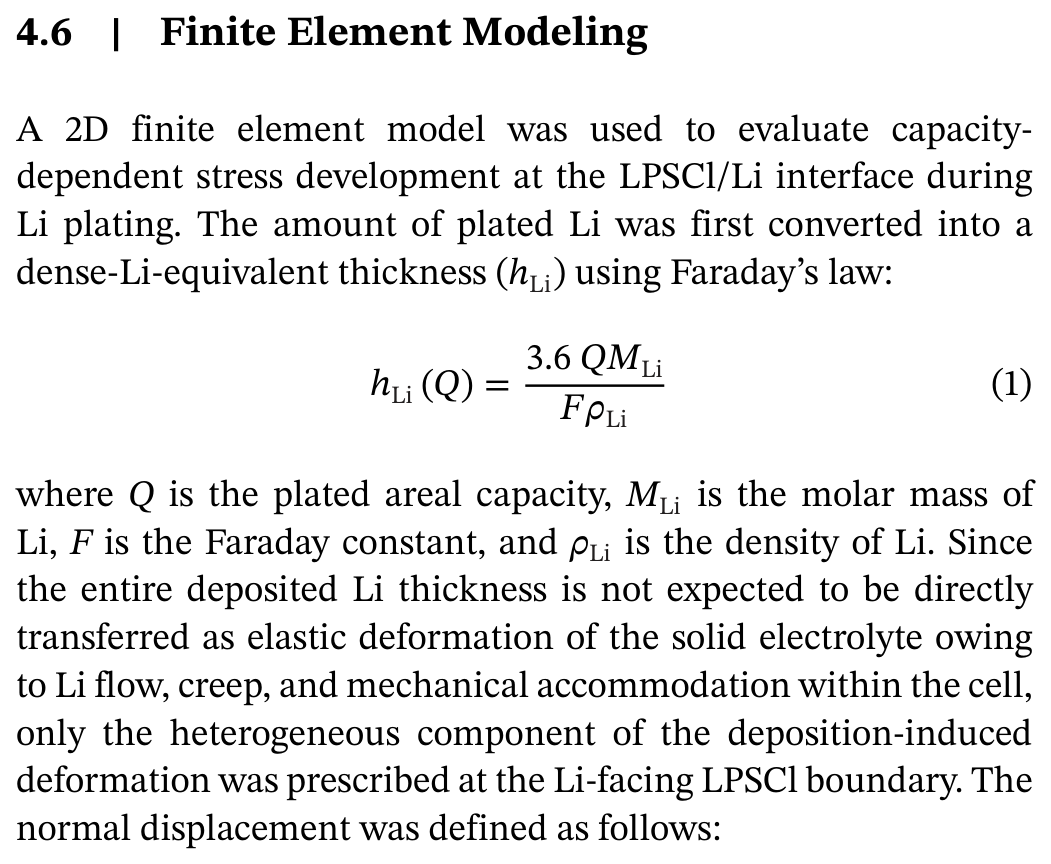 4.6 | Finite Element Modeling
A 2D finite element model was used to evaluate capacity-
dependent stress development at the LPSCl/Li interface during
Li plating. The amount of plated Li was first converted into a
dense-Li-equivalent thickness (h_Li) using Faraday’s law:
h_Li (Q) = 3.6 QM_Li / Fρ_Li (1)
where Q is the plated areal capacity, M_Li is the molar mass of
Li, F is the Faraday constant, and ρ_Li is the density of Li. Since
the entire deposited Li thickness is not expected to be directly
transferred as elastic deformation of the solid electrolyte owing
to Li flow, creep, and mechanical accommodation within the cell,
only the heterogeneous component of the deposition-induced
deformation was prescribed at the Li-facing LPSCl boundary. The
normal displacement was defined as follows: